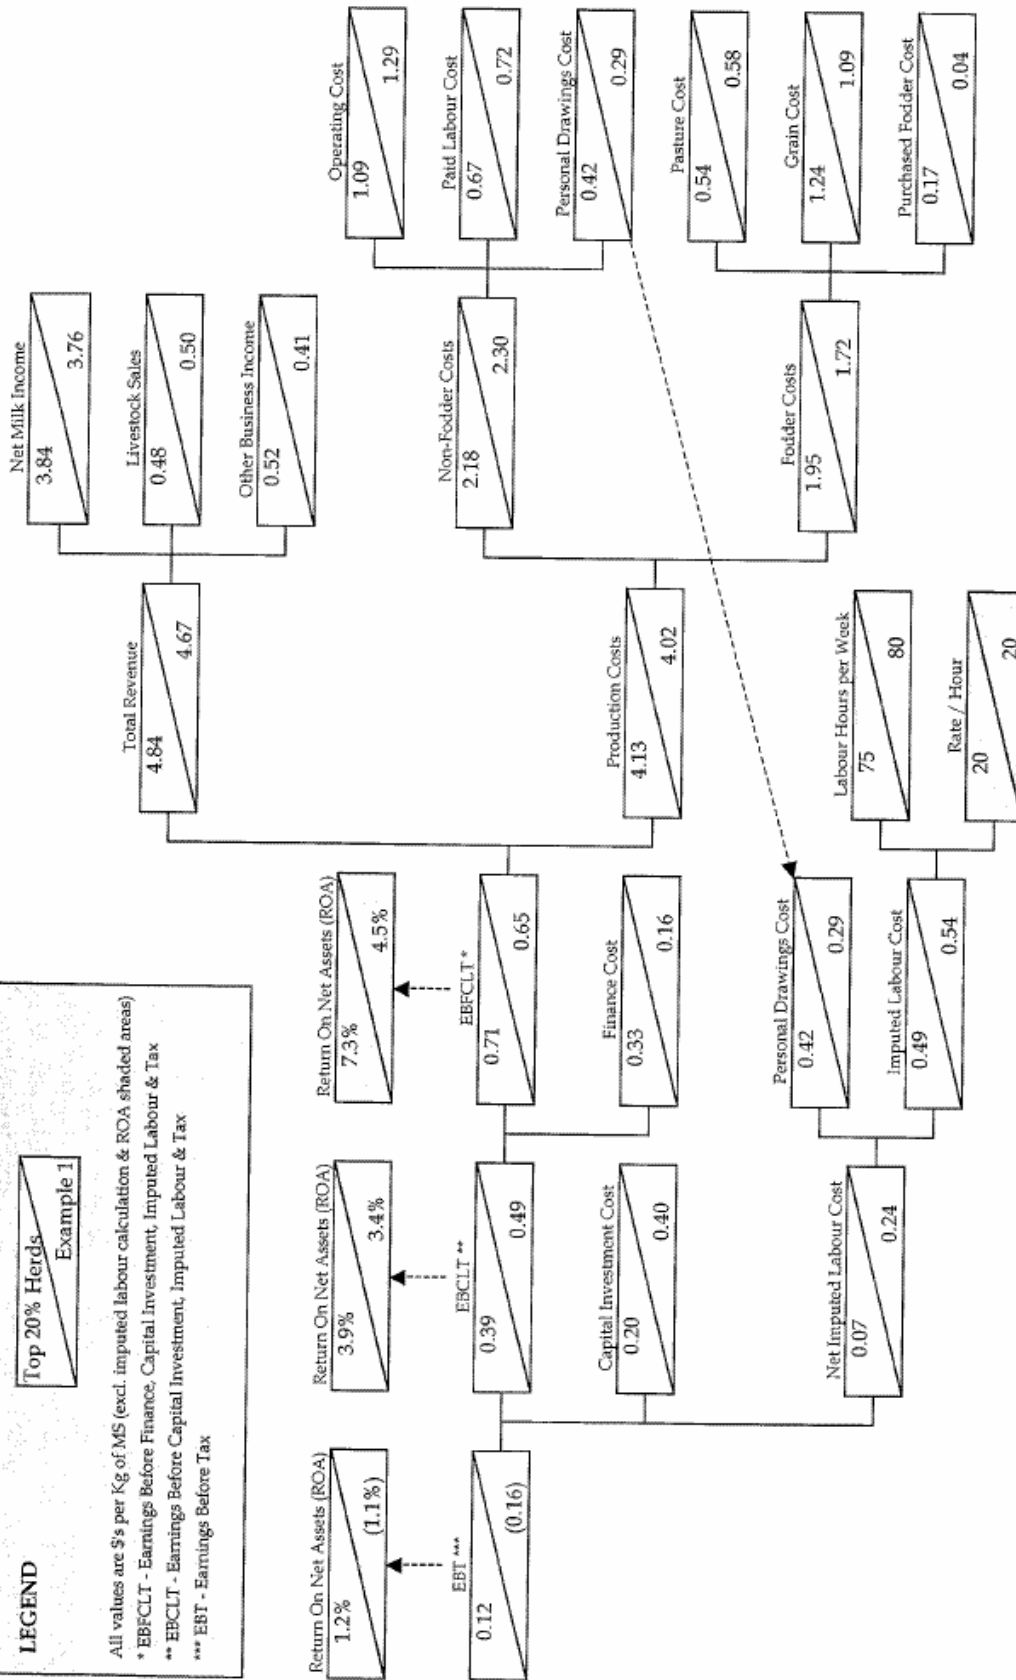 LEGEND
Top 20% Herds
Example 1
All values are $'s per Kg of MS (excl. imputed labour calculation & ROA shaded areas)
* EBFCLT - Earnings Before Finance, Capital Investment, Imputed Labour & Tax
** EBCLT - Earnings Before Capital Investment, Imputed Labour & Tax
*** EBT - Earnings Before Tax
Return On Net Assets (ROA)
1.2%
(1.1%)
EBT ***
0.12
(0.16)
Return On Net Assets (ROA)
3.9%
3.4%
EBCLT **
0.39
0.49
Capital Investment Cost
0.20
0.40
Net Imputed Labour Cost
0.07
0.24
Return On Net Assets (ROA)
7.3%
4.5%
EBFCLT *
0.71
0.65
Finance Cost
0.33
0.16
Personal Drawings Cost
0.42
0.29
Imputed Labour Cost
0.49
0.54
Total Revenue
4.84
4.67
Production Costs
4.13
4.02
Labour Hours per Week
75
80
Rate / Hour
20
20
Net Milk Income
3.84
3.76
Livestock Sales
0.48
0.50
Other Business Income
0.52
0.41
Non-Fodder Costs
2.18
2.30
Fodder Costs
1.95
1.72
Operating Cost
1.09
1.29
Paid Labour Cost
0.67
0.72
Personal Drawings Cost
0.42
0.29
Pasture Cost
0.54
0.58
Grain Cost
1.24
1.09
Purchased Fodder Cost
0.17
0.04